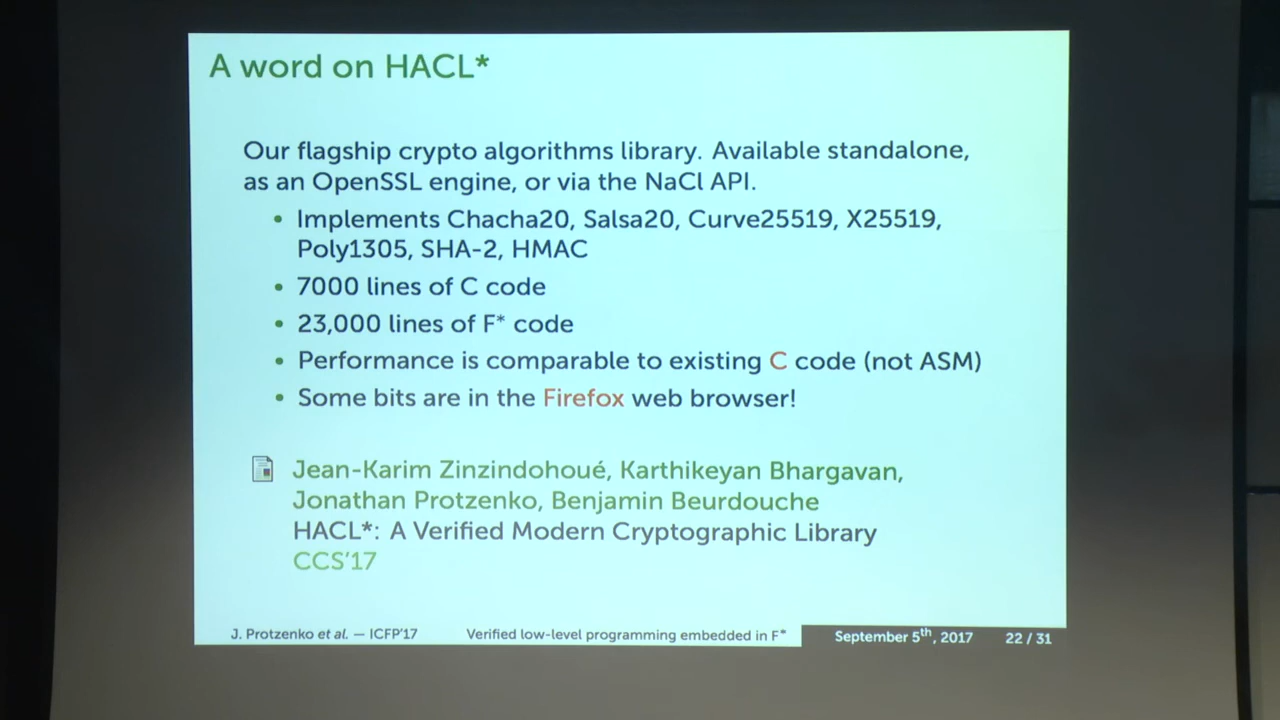 A word on HACL*
Our flagship crypto algorithms library. Available standalone,
as an OpenSSL engine, or via the NaCl API.
• Implements Chacha20, Salsa20, Curve25519, X25519,
Poly1305, SHA-2, HMAC
• 7000 lines of C code
• 23,000 lines of F* code
• Performance is comparable to existing C code (not ASM)
• Some bits are in the Firefox web browser!
Jean-Karim Zinzindohoué, Karthikeyan Bhargavan,
Jonathan Protzenko, Benjamin Beurdouche
HACL*: A Verified Modern Cryptographic Library
CCS'17
J. Protzenko et al. — ICFP'17 Verified low-level programming embedded in F* September 5th, 2017 22 / 31